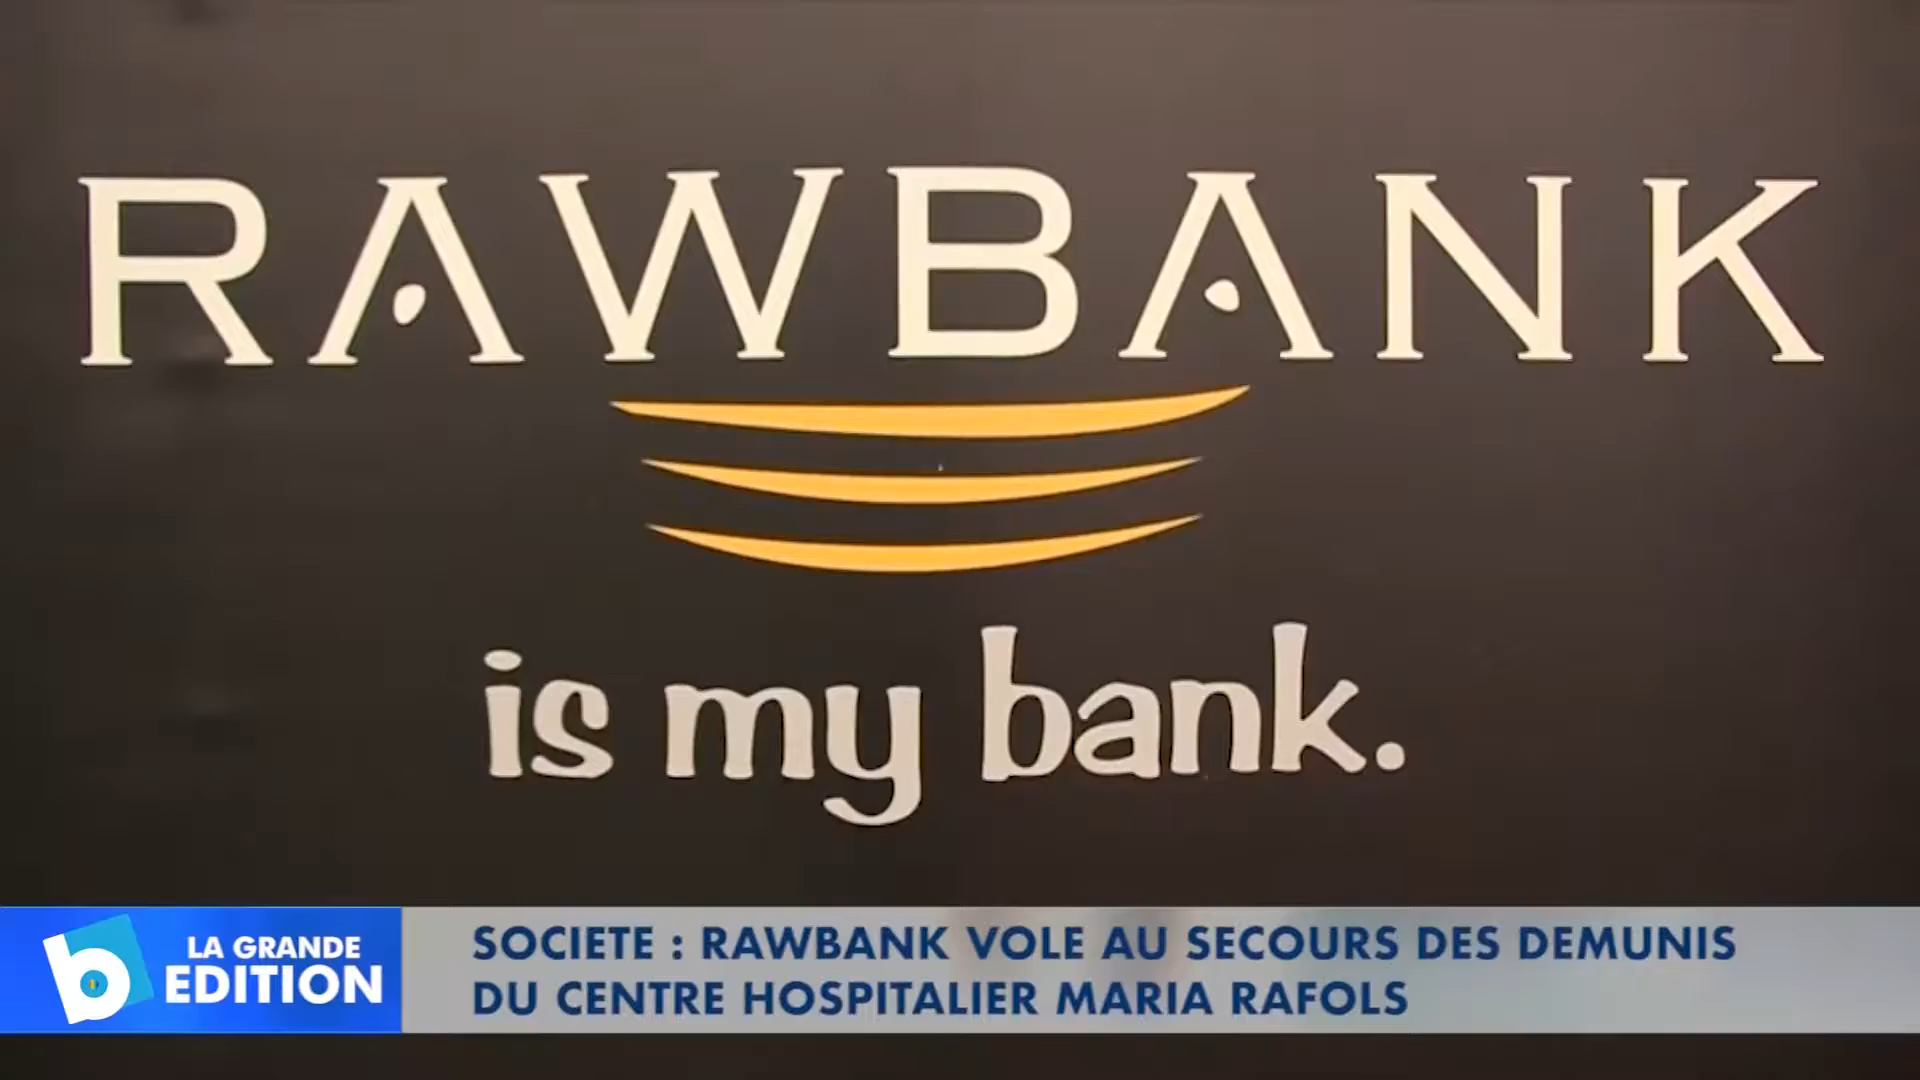 RAWBANK
is my bank.
b
LA GRANDE
EDITION
SOCIETE : RAWBANK VOLE AU SECOURS DES DEMUNIS
DU CENTRE HOSPITALIER MARIA RAFOLS